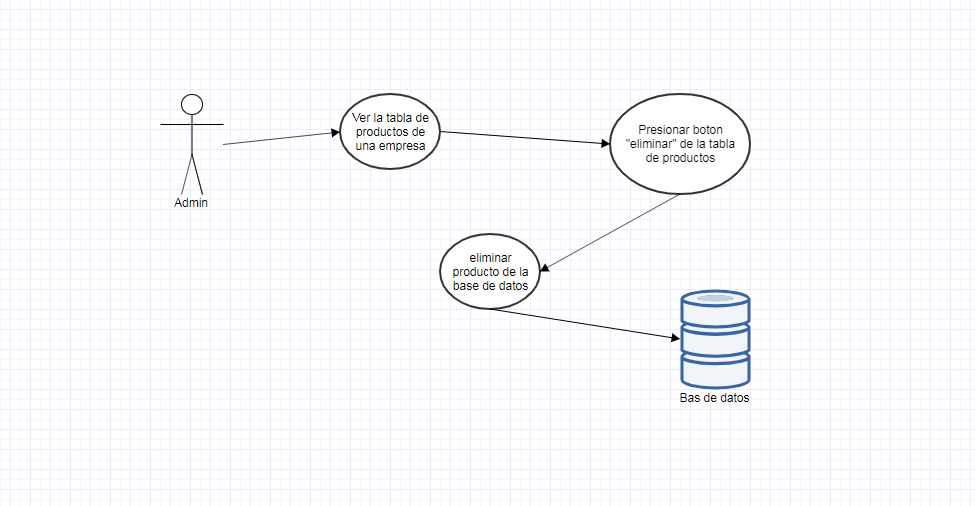 Ver la tabla de
productos de
una empresa
Presionar boton
"eliminar" de la tabla
de productos
Admin
eliminar
producto de la
base de datos
Bas de datos